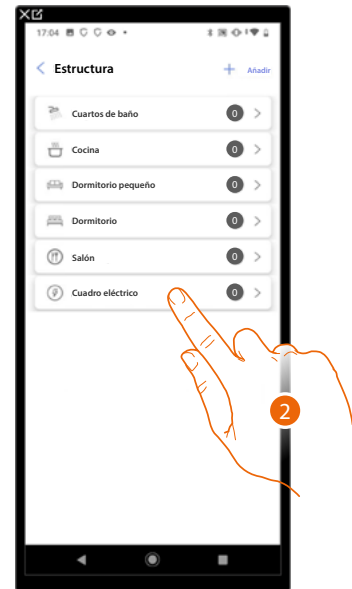 17:04
Estructura
Añadir
Cuartos de baño 0
Cocina 0
Dormitorio pequeño 0
Dormitorio 0
Salón 0
Cuadro eléctrico 0
2